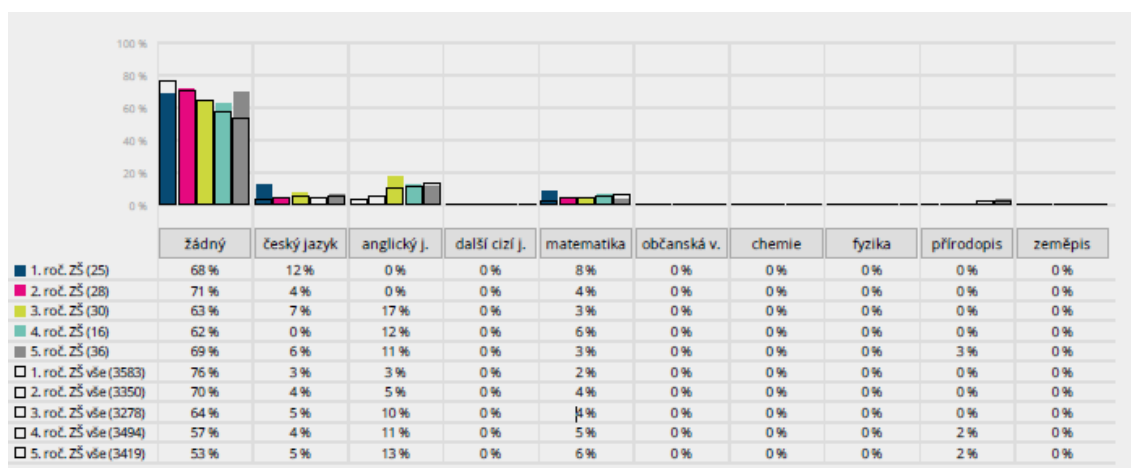 100 %
80 %
60 %
40 %
20 %
0 %
žádný český jazyk anglický j. další cizí j. matematika občanská v. chemie fyzika přírodopis zeměpis
1. roč. ZŠ (25) 68 % 12 % 0 % 0 % 8 % 0 % 0 % 0 % 0 % 0 %
2. roč. ZŠ (28) 71 % 4 % 0 % 0 % 4 % 0 % 0 % 0 % 0 % 0 %
3. roč. ZŠ (30) 63 % 7 % 17 % 0 % 3 % 0 % 0 % 0 % 0 % 0 %
4. roč. ZŠ (16) 62 % 0 % 12 % 0 % 6 % 0 % 0 % 0 % 0 % 0 %
5. roč. ZŠ (36) 69 % 6 % 11 % 0 % 3 % 0 % 0 % 0 % 3 % 0 %
1. roč. ZŠ vše (3583) 76 % 3 % 3 % 0 % 2 % 0 % 0 % 0 % 0 % 0 %
2. roč. ZŠ vše (3350) 70 % 4 % 5 % 0 % 4 % 0 % 0 % 0 % 0 % 0 %
3. roč. ZŠ vše (3278) 64 % 5 % 10 % 0 % 4 % 0 % 0 % 0 % 0 % 0 %
4. roč. ZŠ vše (3494) 57 % 4 % 11 % 0 % 5 % 0 % 0 % 0 % 2 % 0 %
5. roč. ZŠ vše (3419) 53 % 5 % 13 % 0 % 6 % 0 % 0 % 0 % 2 % 0 %